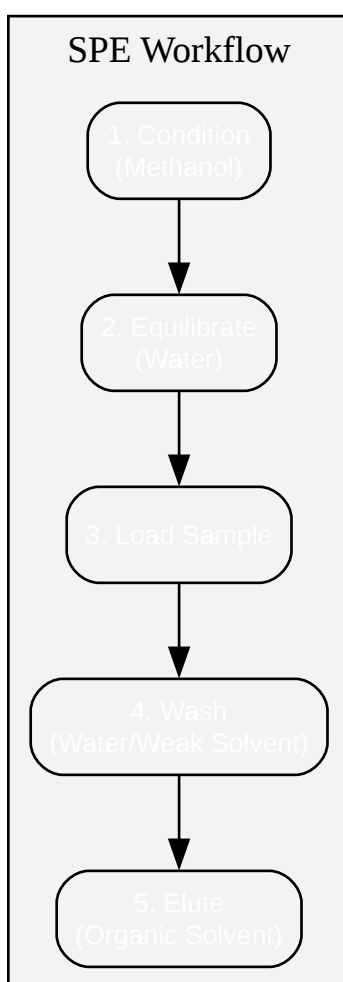 SPE Workflow
1. Condition
(Methanol)
2. Equilibrate
(Water)
3. Load Sample
4. Wash
(Water/Weak Solvent)
5. Elute
(Organic Solvent)